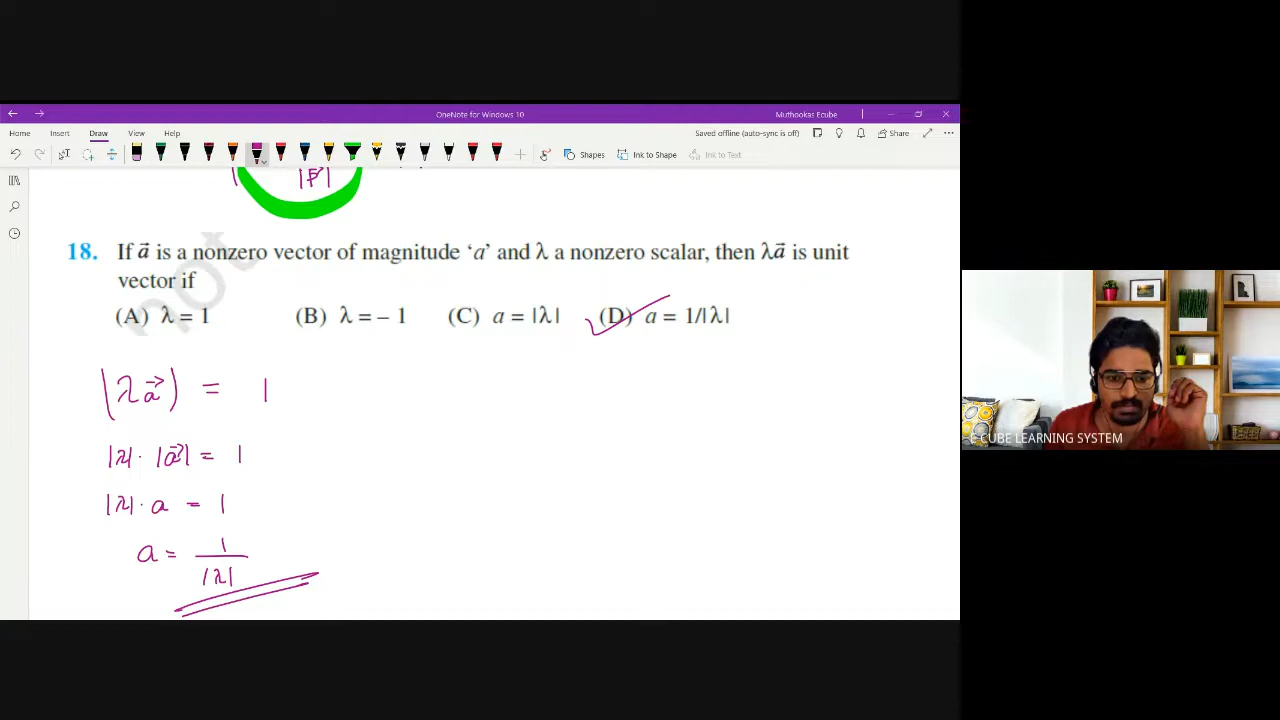 OneNote for Windows 10
Muthookas Ecube
Home Insert Draw View Help
Saved offline (auto-sync is off)
Share
Shapes
Ink to Shape
Ink to Text
|F⃗|
not
18. If a⃗ is a nonzero vector of magnitude ‘a’ and λ a nonzero scalar, then λa⃗ is unit
vector if
(A) λ = 1 (B) λ = – 1 (C) a = |λ| (D) a = 1/|λ|
|λa⃗| = 1
|λ| · |a⃗| = 1
|λ| · a = 1
a = 1/|λ|
E CUBE LEARNING SYSTEM